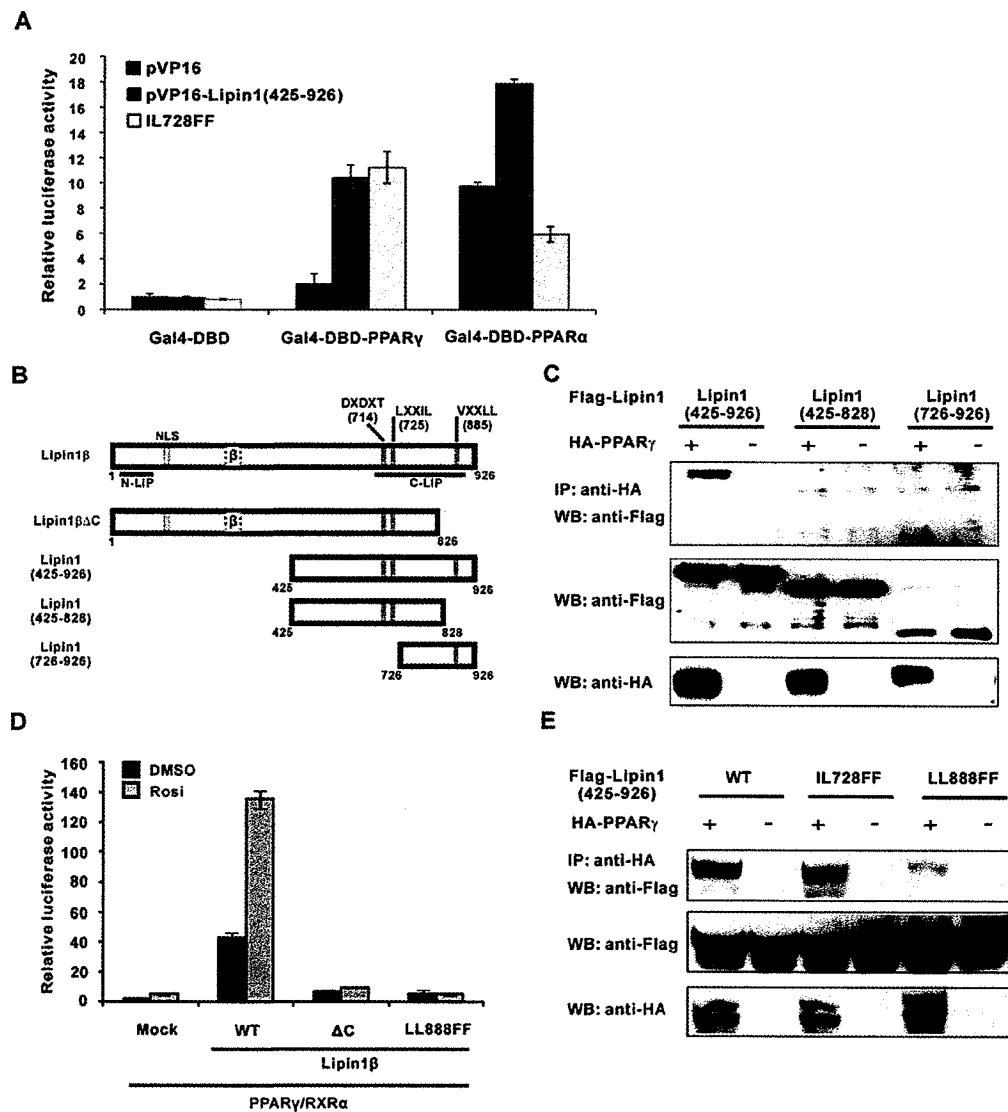 A
Relative luciferase activity
20
18
16
14
12
10
8
6
4
2
0
pVP16
pVP16-Lipin1(425-926)
IL728FF
Gal4-DBD
Gal4-DBD-PPARγ
Gal4-DBD-PPARα
B
DXDXT
(714)
LXXIL
(725)
VXXLL
(885)
NLS
Lipin1β
β
1
N-LIP
C-LIP
926
Lipin1βΔC
β
1
826
Lipin1
(425-926)
425
926
Lipin1
(425-828)
425
828
Lipin1
(726-926)
726
926
C
Flag-Lipin1
Lipin1
(425-926)
Lipin1
(425-828)
Lipin1
(726-926)
HA-PPARγ
+ - + - + -
IP: anti-HA
WB: anti-Flag
WB: anti-Flag
WB: anti-HA
D
Relative luciferase activity
160
140
120
100
80
60
40
20
0
DMSO
Rosi
Mock
WT
ΔC
LL888FF
Lipin1β
PPARγ/RXRα
E
Flag-Lipin1
(425-926)
WT
IL728FF
LL888FF
HA-PPARγ
+ - + - + -
IP: anti-HA
WB: anti-Flag
WB: anti-Flag
WB: anti-HA